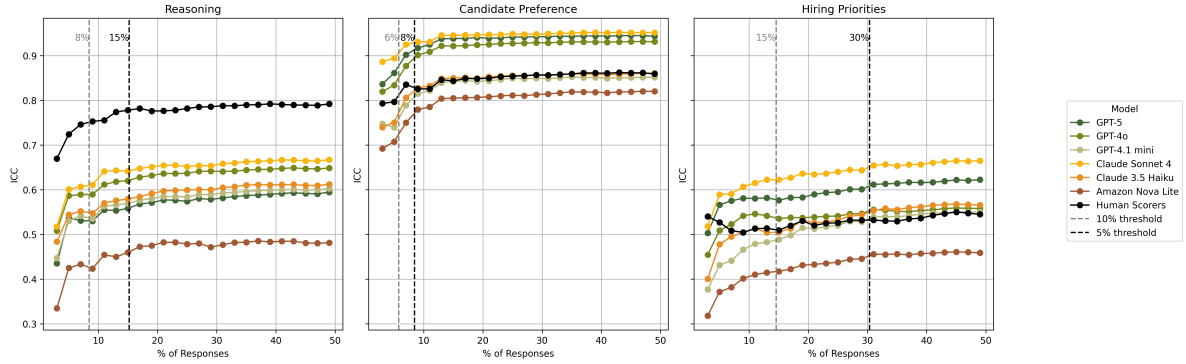 Reasoning
Candidate Preference
Hiring Priorities
8%
15%
6%
8%
15%
30%
0.9
0.8
0.7
0.6
0.5
0.4
0.3
ICC
ICC
ICC
10
20
30
40
50
10
20
30
40
50
10
20
30
40
50
% of Responses
% of Responses
% of Responses
Model
GPT-5
GPT-4o
GPT-4.1 mini
Claude Sonnet 4
Claude 3.5 Haiku
Amazon Nova Lite
Human Scorers
10% threshold
5% threshold